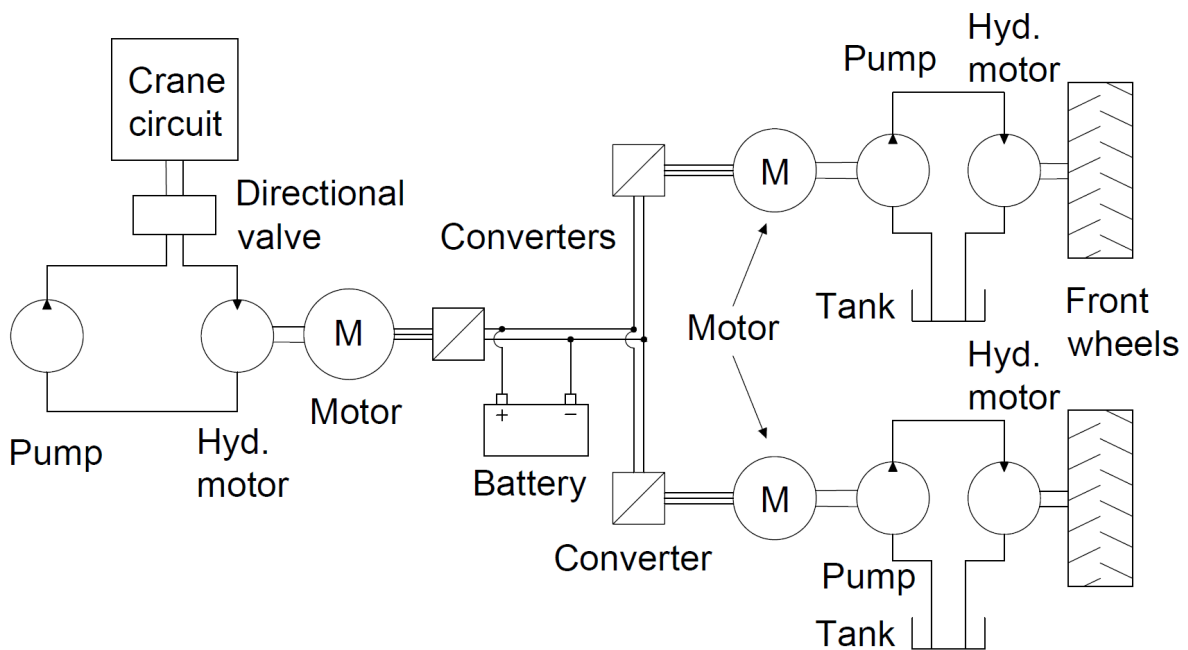 Crane
circuit
Directional
valve
Pump
Hyd.
motor
M
Motor
+
−
Battery
Converters
Converter
Motor
M
Pump
Hyd.
motor
Tank
Front
wheels
M
Pump
Hyd.
motor
Tank